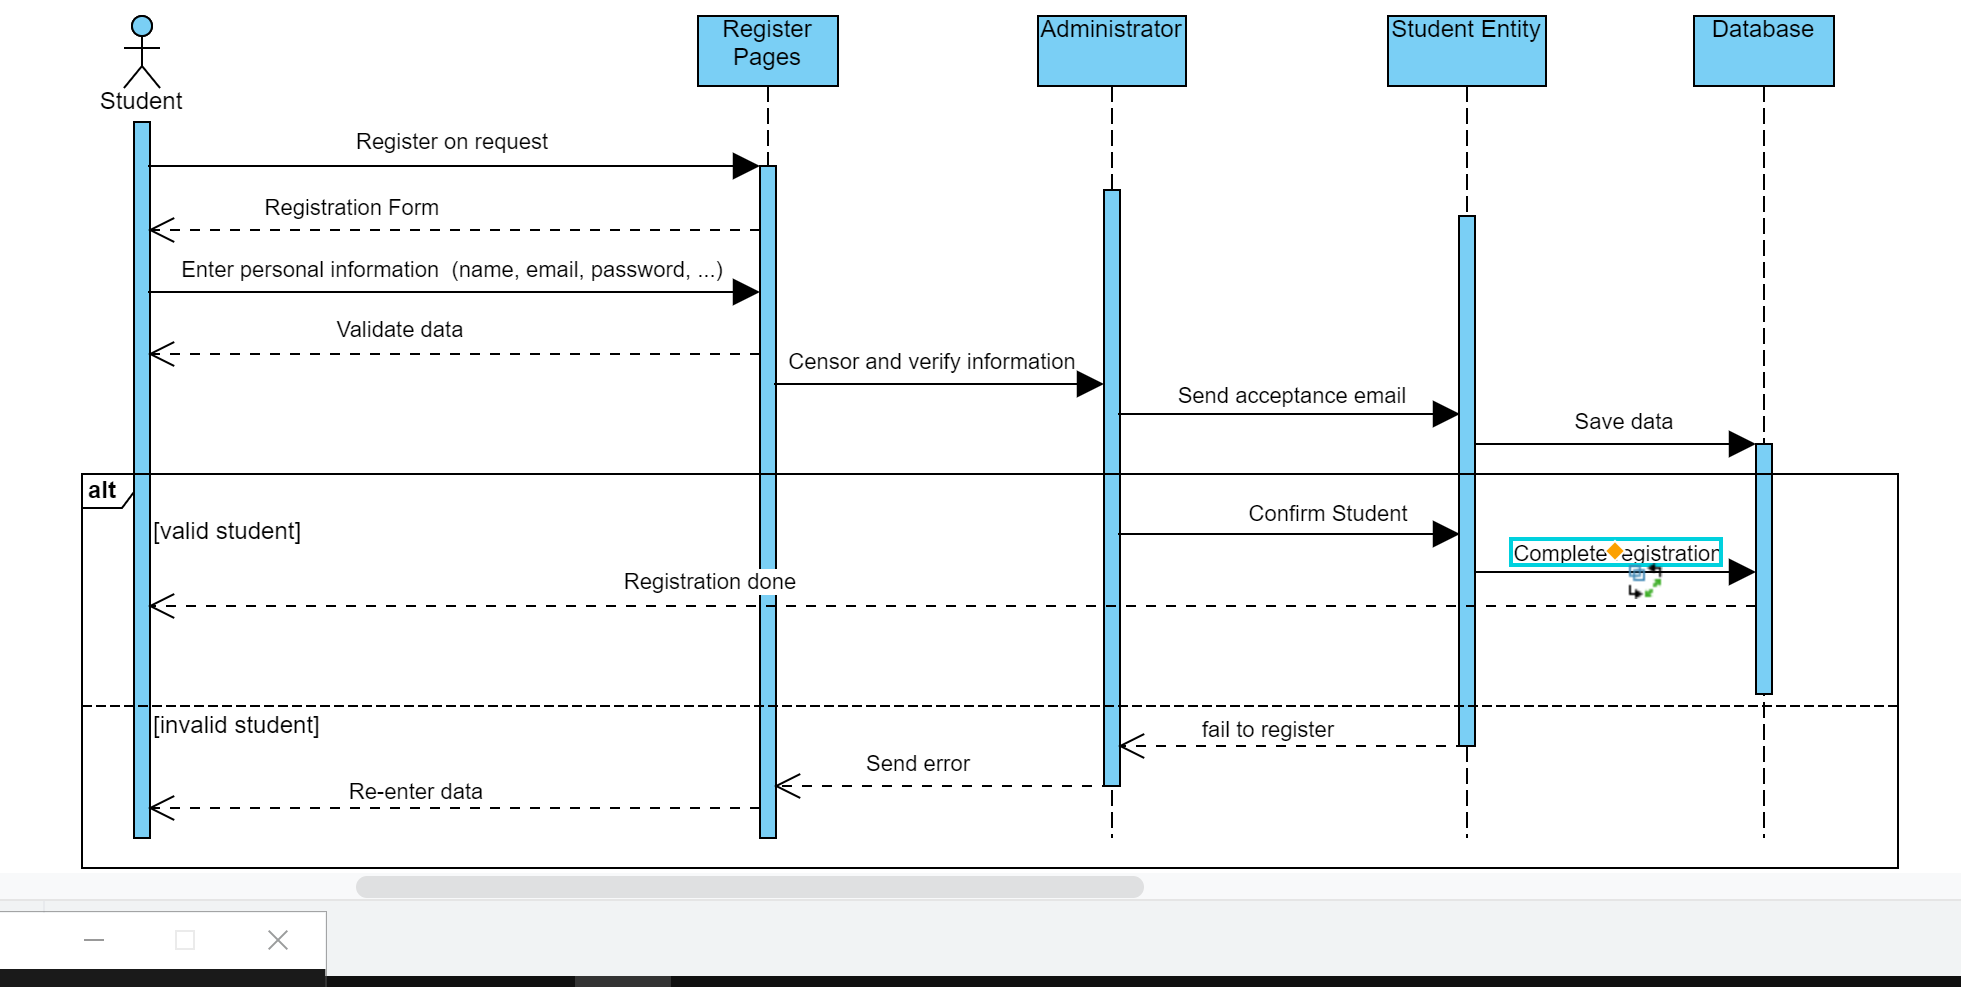 Student
Register
Pages
Administrator
Student Entity
Database
Register on request
Registration Form
Enter personal information  (name, email, password, ...)
Validate data
Censor and verify information
Send acceptance email
Save data
alt
[valid student]
Confirm Student
Complete egistration
Registration done
[invalid student]
fail to register
Send error
Re-enter data